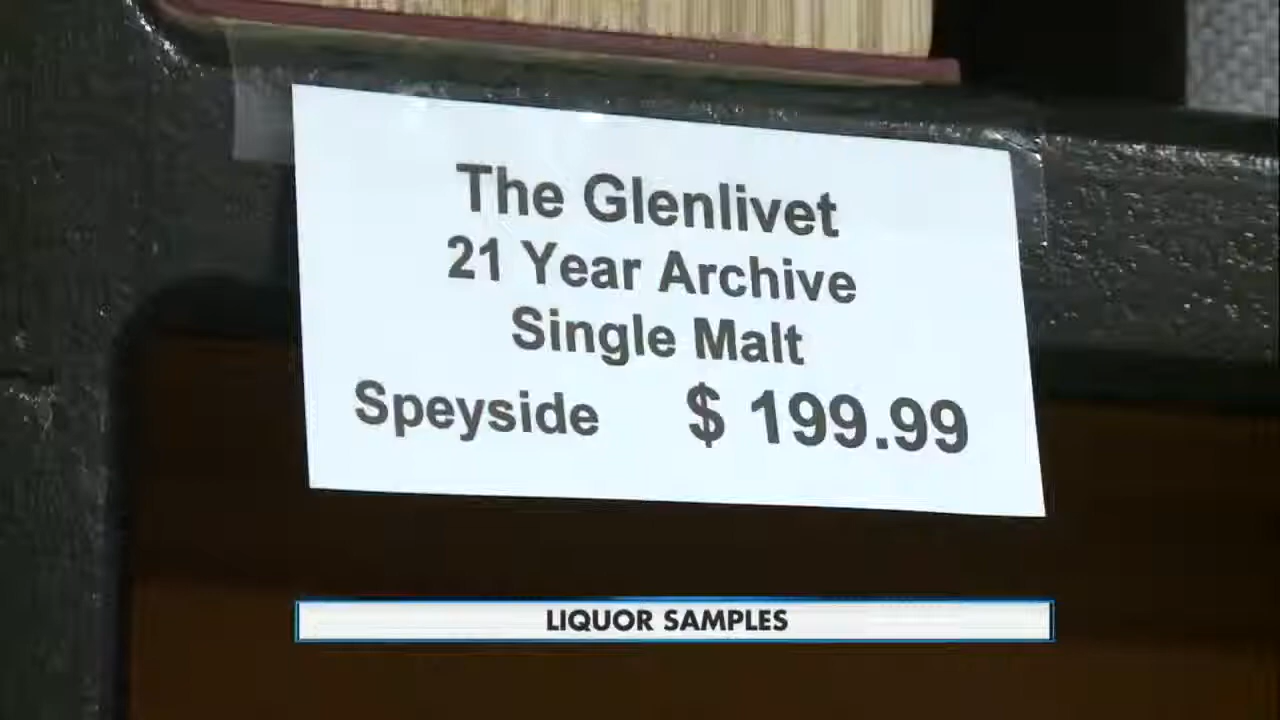 The Glenlivet
21 Year Archive
Single Malt
Speyside $ 199.99
LIQUOR SAMPLES